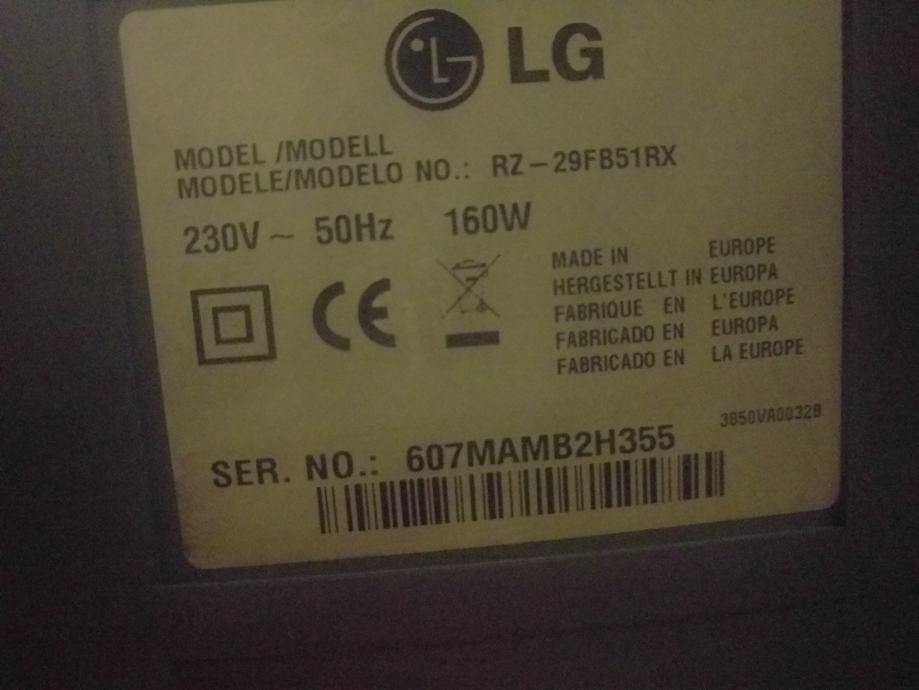 LG
MODEL /MODELL
MODELE/MODELO NO.: RZ-29FB51RX
230V~ 50Hz 160W
CE
MADE IN EUROPE
HERGESTELLT IN EUROPA
FABRIQUE EN L'EUROPE
FABRICADO EN EUROPA
FABRICADO EN LA EUROPE
3850VA0032B
SER. NO.: 607MAMB2H355